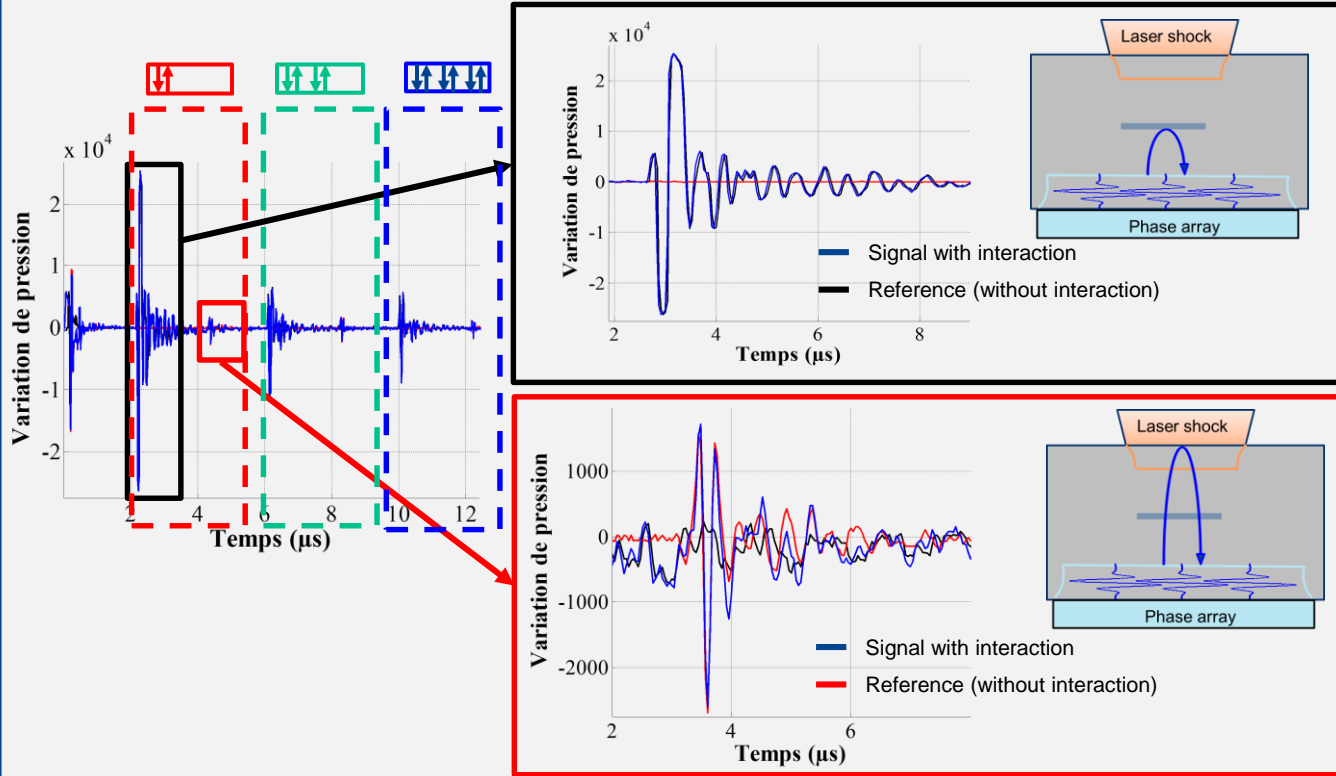 x 10⁴
2
1
0
-1
-2
Variation de pression
2
4
6
8
10
12
Temps (µs)
x 10⁴
2
1
0
-1
-2
Variation de pression
2
4
6
8
Temps (µs)
Signal with interaction
Reference (without interaction)
Laser shock
Phase array
1000
0
-1000
-2000
Variation de pression
2
4
6
Temps (µs)
Signal with interaction
Reference (without interaction)
Laser shock
Phase array